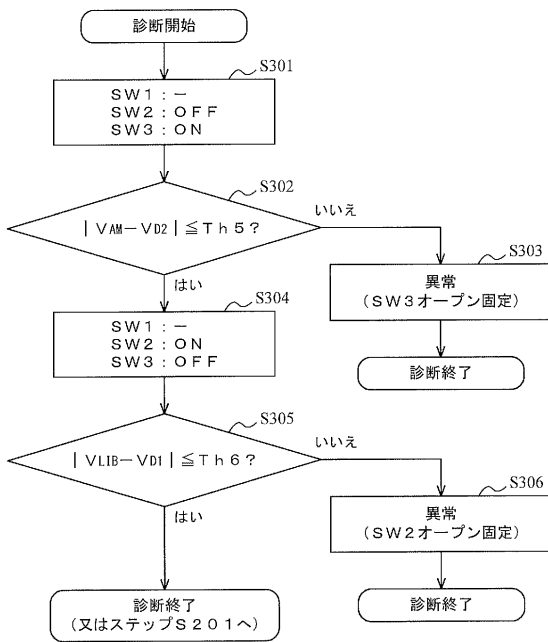 診断開始
S301
SW1:−
SW2:OFF
SW3:ON
S302
|VAM−VD2|≦Th5?
いいえ
はい
S303
異常
(SW3オープン固定)
診断終了
S304
SW1:−
SW2:ON
SW3:OFF
S305
|VLIB−VD1|≦Th6?
いいえ
はい
S306
異常
(SW2オープン固定)
診断終了
診断終了
(又はステップS201へ)